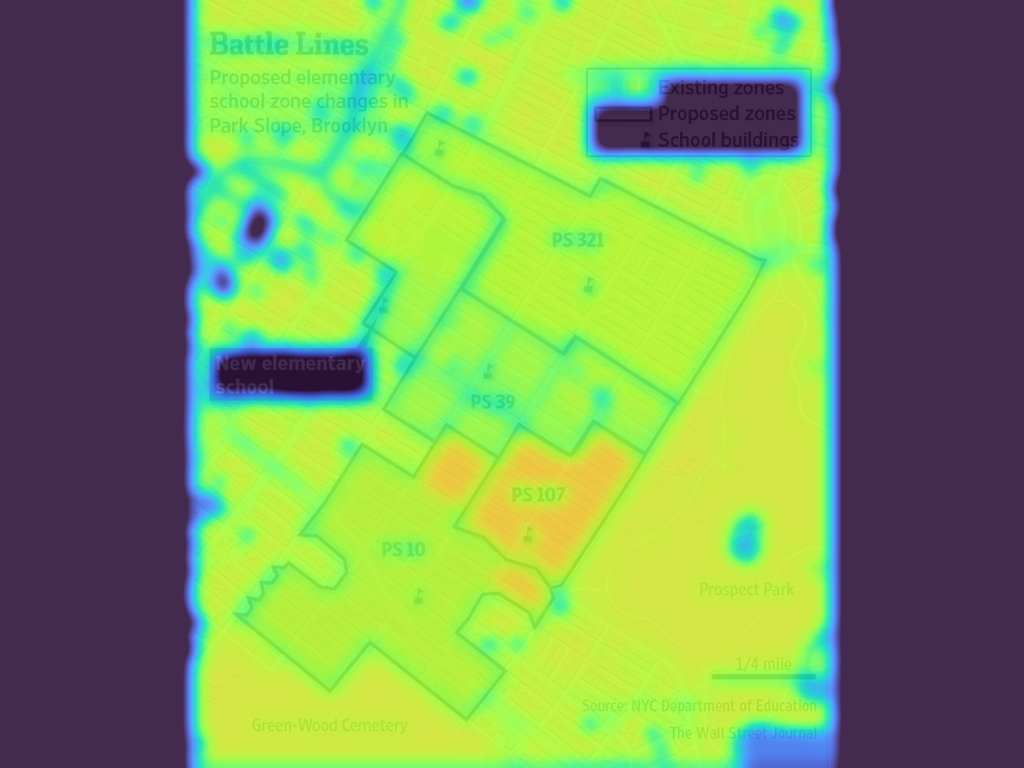 Battle Lines
Proposed elementary
school zone changes in
Park Slope, Brooklyn
Existing zones
Proposed zones
School buildings
PS 321
New elementary
school
PS 39
PS 107
PS 10
Prospect Park
1/4 mile
Source: NYC Department of Education
Green-Wood Cemetery
The Wall Street Journal